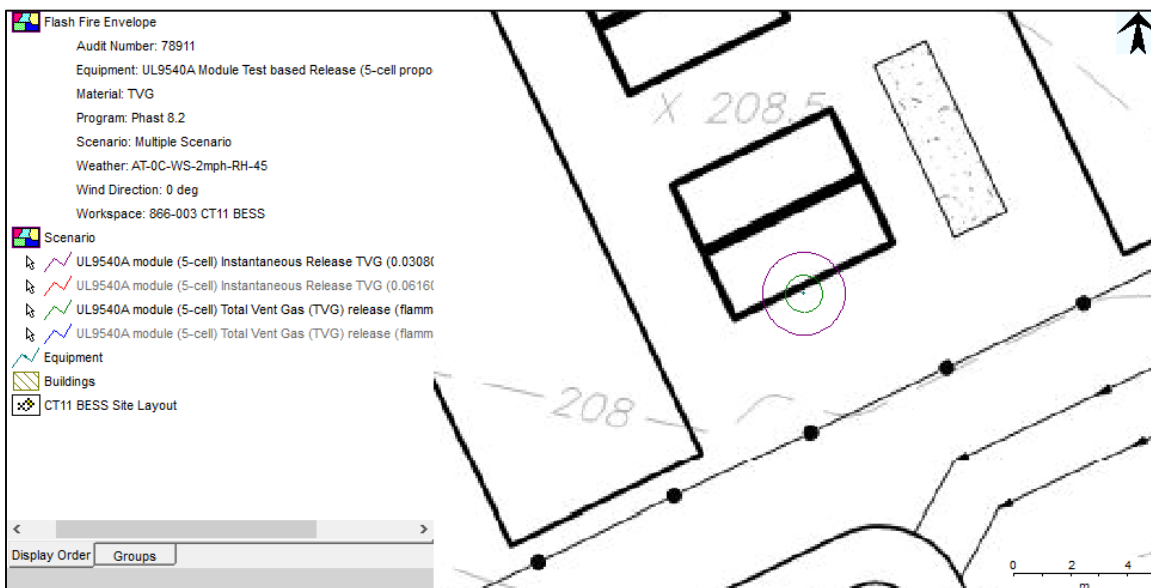 Flash Fire Envelope
Audit Number: 78911
Equipment: UL9540A Module Test based Release (5-cell propo
Material: TVG
Program: Phast 8.2
Scenario: Multiple Scenario
Weather: AT-0C-WS-2mph-RH-45
Wind Direction: 0 deg
Workspace: 866-003 CT11 BESS
Scenario
UL9540A module (5-cell) Instantaneous Release TVG (0.0308(
UL9540A module (5-cell) Instantaneous Release TVG (0.0616(
UL9540A module (5-cell) Total Vent Gas (TVG) release (flamm
UL9540A module (5-cell) Total Vent Gas (TVG) release (flamm
Equipment
Buildings
CT11 BESS Site Layout
Display Order Groups
X 208.5
208
0 2 4
m